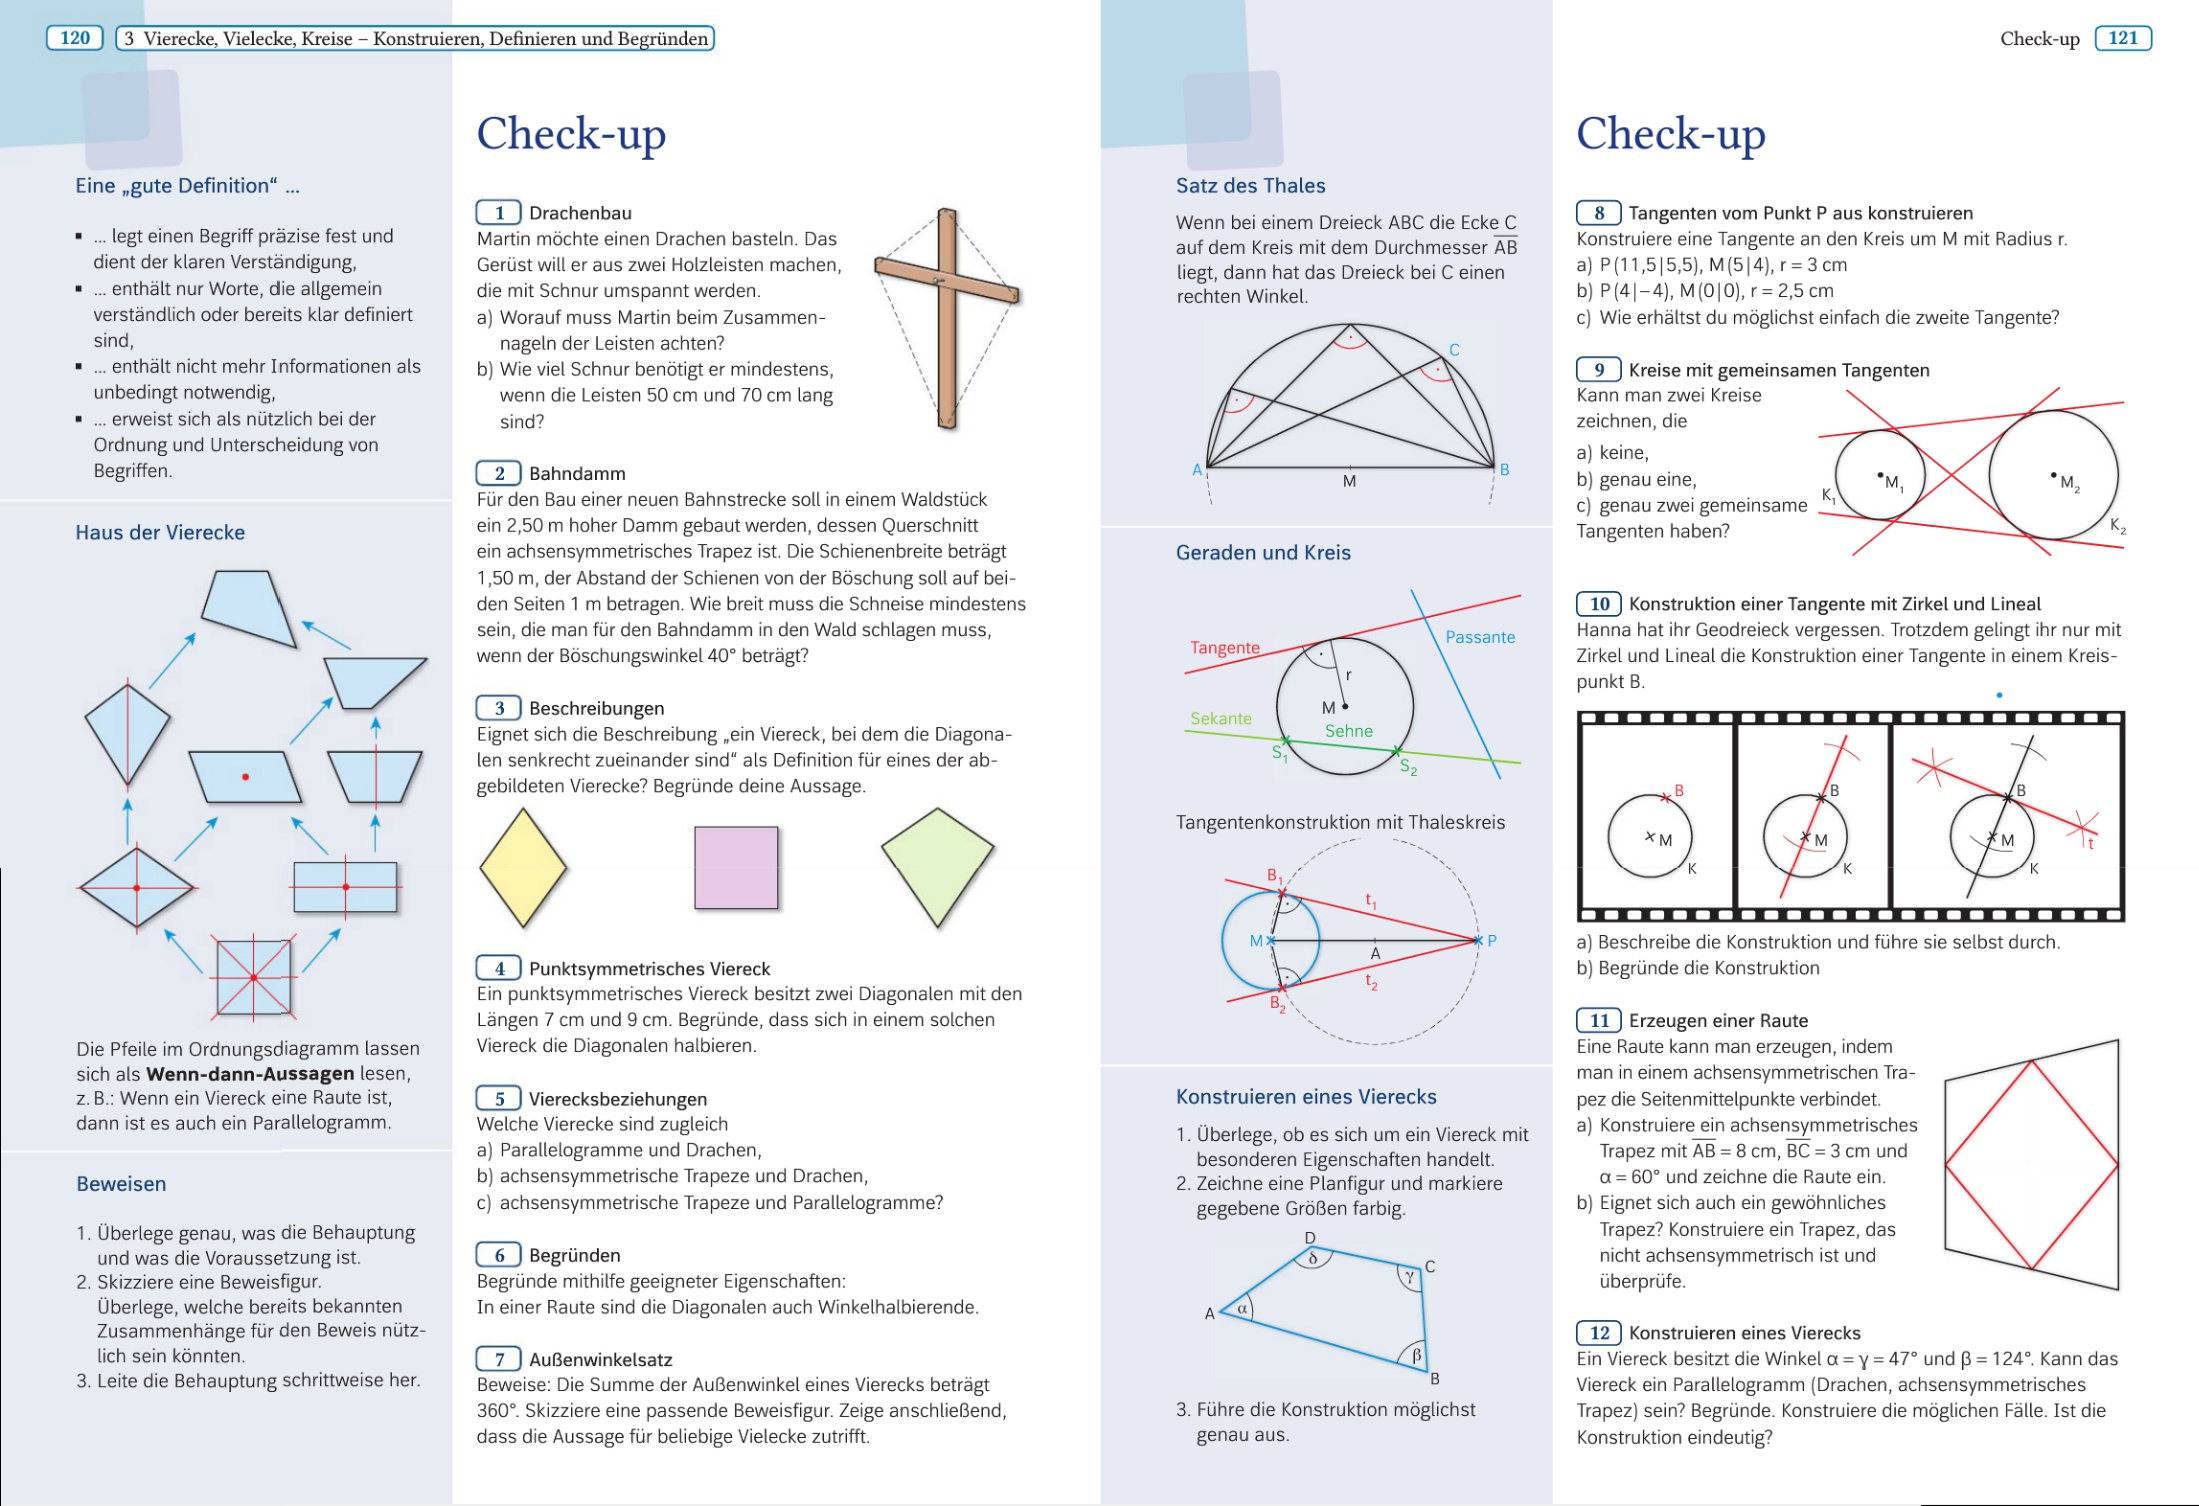 120 3 Vierecke, Vielecke, Kreise – Konstruieren, Definieren und Begründen
Eine „gute Definition“ ...
▪ ... legt einen Begriff präzise fest und
dient der klaren Verständigung,
▪ ... enthält nur Worte, die allgemein
verständlich oder bereits klar definiert
sind,
▪ ... enthält nicht mehr Informationen als
unbedingt notwendig,
▪ ... erweist sich als nützlich bei der
Ordnung und Unterscheidung von
Begriffen.
Haus der Vierecke
Die Pfeile im Ordnungsdiagramm lassen
sich als Wenn-dann-Aussagen lesen,
z. B.: Wenn ein Viereck eine Raute ist,
dann ist es auch ein Parallelogramm.
Beweisen
1. Überlege genau, was die Behauptung
und was die Voraussetzung ist.
2. Skizziere eine Beweisfigur.
Überlege, welche bereits bekannten
Zusammenhänge für den Beweis nütz-
lich sein könnten.
3. Leite die Behauptung schrittweise her.
Check-up
1 Drachenbau
Martin möchte einen Drachen basteln. Das
Gerüst will er aus zwei Holzleisten machen,
die mit Schnur umspannt werden.
a) Worauf muss Martin beim Zusammen-
nageln der Leisten achten?
b) Wie viel Schnur benötigt er mindestens,
wenn die Leisten 50 cm und 70 cm lang
sind?
2 Bahndamm
Für den Bau einer neuen Bahnstrecke soll in einem Waldstück
ein 2,50 m hoher Damm gebaut werden, dessen Querschnitt
ein achsensymmetrisches Trapez ist. Die Schienenbreite beträgt
1,50 m, der Abstand der Schienen von der Böschung soll auf bei-
den Seiten 1 m betragen. Wie breit muss die Schneise mindestens
sein, die man für den Bahndamm in den Wald schlagen muss,
wenn der Böschungswinkel 40° beträgt?
3 Beschreibungen
Eignet sich die Beschreibung „ein Viereck, bei dem die Diagona-
len senkrecht zueinander sind“ als Definition für eines der ab-
gebildeten Vierecke? Begründe deine Aussage.
4 Punktsymmetrisches Viereck
Ein punktsymmetrisches Viereck besitzt zwei Diagonalen mit den
Längen 7 cm und 9 cm. Begründe, dass sich in einem solchen
Viereck die Diagonalen halbieren.
5 Vierecksbeziehungen
Welche Vierecke sind zugleich
a) Parallelogramme und Drachen,
b) achsensymmetrische Trapeze und Drachen,
c) achsensymmetrische Trapeze und Parallelogramme?
6 Begründen
Begründe mithilfe geeigneter Eigenschaften:
In einer Raute sind die Diagonalen auch Winkelhalbierende.
7 Außenwinkelsatz
Beweise: Die Summe der Außenwinkel eines Vierecks beträgt
360°. Skizziere eine passende Beweisfigur. Zeige anschließend,
dass die Aussage für beliebige Vielecke zutrifft.
Check-up 121
Satz des Thales
Wenn bei einem Dreieck ABC die Ecke C
auf dem Kreis mit dem Durchmesser A̅B̅
liegt, dann hat das Dreieck bei C einen
rechten Winkel.
C
A
B
M
Geraden und Kreis
Tangente
Passante
r
M
Sekante
Sehne
S₁
S₂
Tangentenkonstruktion mit Thaleskreis
B₁
t₁
M
P
A
t₂
B₂
Konstruieren eines Vierecks
1. Überlege, ob es sich um ein Viereck mit
besonderen Eigenschaften handelt.
2. Zeichne eine Planfigur und markiere
gegebene Größen farbig.
D
δ
C
γ
A
α
β
B
3. Führe die Konstruktion möglichst
genau aus.
Check-up
8 Tangenten vom Punkt P aus konstruieren
Konstruiere eine Tangente an den Kreis um M mit Radius r.
a) P(11,5|5,5), M(5|4), r = 3 cm
b) P(4|−4), M(0|0), r = 2,5 cm
c) Wie erhältst du möglichst einfach die zweite Tangente?
9 Kreise mit gemeinsamen Tangenten
Kann man zwei Kreise
zeichnen, die
a) keine,
b) genau eine,
c) genau zwei gemeinsame
Tangenten haben?
M₁
M₂
K₁
K₂
10 Konstruktion einer Tangente mit Zirkel und Lineal
Hanna hat ihr Geodreieck vergessen. Trotzdem gelingt ihr nur mit
Zirkel und Lineal die Konstruktion einer Tangente in einem Kreis-
punkt B.
B
M
K
B
M
K
B
M
t
K
a) Beschreibe die Konstruktion und führe sie selbst durch.
b) Begründe die Konstruktion
11 Erzeugen einer Raute
Eine Raute kann man erzeugen, indem
man in einem achsensymmetrischen Tra-
pez die Seitenmittelpunkte verbindet.
a) Konstruiere ein achsensymmetrisches
Trapez mit A̅B̅ = 8 cm, B̅C̅ = 3 cm und
α = 60° und zeichne die Raute ein.
b) Eignet sich auch ein gewöhnliches
Trapez? Konstruiere ein Trapez, das
nicht achsensymmetrisch ist und
überprüfe.
12 Konstruieren eines Vierecks
Ein Viereck besitzt die Winkel α = γ = 47° und β = 124°. Kann das
Viereck ein Parallelogramm (Drachen, achsensymmetrisches
Trapez) sein? Begründe. Konstruiere die möglichen Fälle. Ist die
Konstruktion eindeutig?